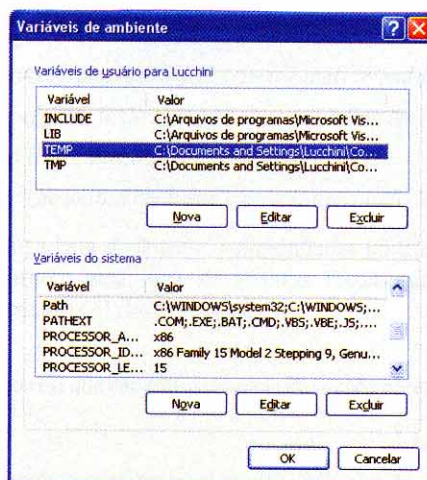 Variáveis de ambiente
Variáveis de usuário para Lucchini
Variável Valor
INCLUDE C:\Arquivos de programas\Microsoft Vis...
LIB C:\Arquivos de programas\Microsoft Vis...
TEMP C:\Documents and Settings\Lucchini\Co...
TMP C:\Documents and Settings\Lucchini\Co...
Nova Editar Excluir
Variáveis do sistema
Variável Valor
Path C:\WINDOWS\system32;C:\WINDOWS;...
PATHEXT .COM;.EXE;.BAT;.CMD;.VBS;.VBE;.JS;....
PROCESSOR_A... x86
PROCESSOR_ID... x86 Family 15 Model 2 Stepping 9, Genu...
PROCESSOR_LE... 15
Nova Editar Excluir
OK Cancelar